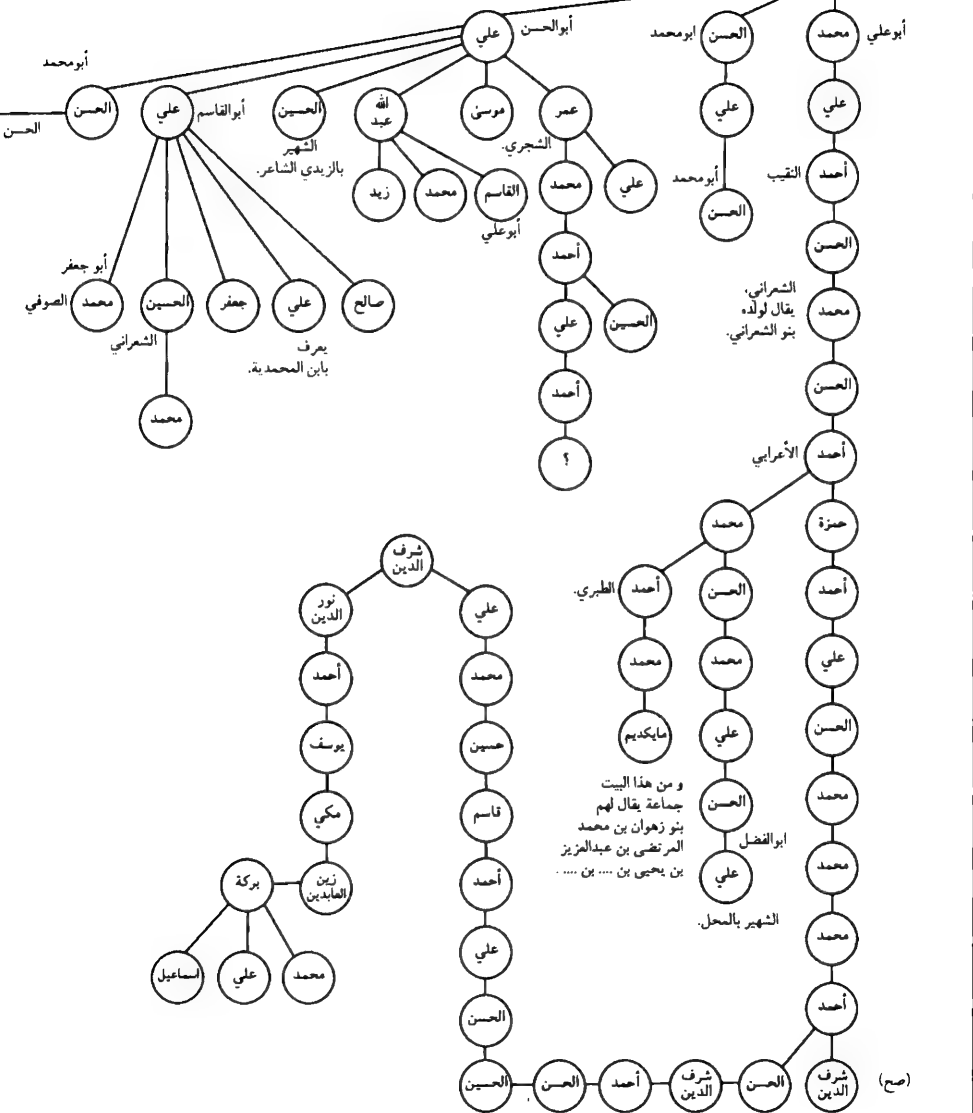 أبوالحسن
علي
ابومحمد
الحسن
أبوعلي
محمد
أبومحمد
الحسن
الحسن
أبوالقاسم
علي
الحسين
الشهير
بالزيدي الشاعر.
الله
عبد
موسى
عمر
الشجري.
علي
علي
زيد
محمد
القاسم
أبوعلي
محمد
علي
أبومحمد
الحسن
النقيب
أحمد
أحمد
الحسن
أبو جعفر
محمد
الصوفي
الحسين
الشعراني
جعفر
علي
يعرف
بابن المحمدية.
صالح
محمد
علي
الحسين
أحمد
؟
الشعراني،
يقال لولده
بنو الشعراني.
محمد
الحسن
الأعرابي
أحمد
محمد
حمزة
أحمد
الطبري.
الحسن
أحمد
محمد
محمد
علي
مايكديم
علي
الحسن
و من هذا البيت
جماعة يقال لهم
بنو زهوان بن محمد
المرتضى بن عبدالعزيز
بن يحيى بن .... بن .... .
الحسن
ابوالفضل
علي
الشهير بالمحل.
محمد
محمد
محمد
أحمد
شرف
الدين
(صح)
الحسن
شرف
الدين
أحمد
الحسن
الحسين
الحسن
علي
أحمد
قاسم
حسين
محمد
علي
شرف
الدين
نور
الدين
أحمد
يوسف
مكي
زين
العابدين
بركة
اسماعيل
علي
محمد